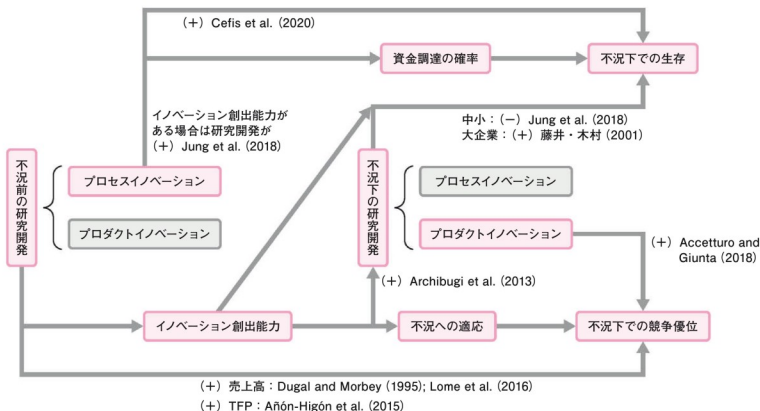 （+） Cefis et al. (2020)
資金調達の確率
不況下での生存
イノベーション創出能力が
ある場合は研究開発が
（+） Jung et al. (2018)
中小：（−） Jung et al. (2018)
大企業：（+） 藤井・木村（2001）
不況前の研究開発
プロセスイノベーション
プロダクトイノベーション
不況下の研究開発
プロセスイノベーション
プロダクトイノベーション
（+） Accetturo and
Giunta (2018)
（+） Archibugi et al. (2013)
イノベーション創出能力
不況への適応
不況下での競争優位
（+） 売上高：Dugal and Morbey (1995); Lome et al. (2016)
（+） TFP：Añón-Higón et al. (2015)